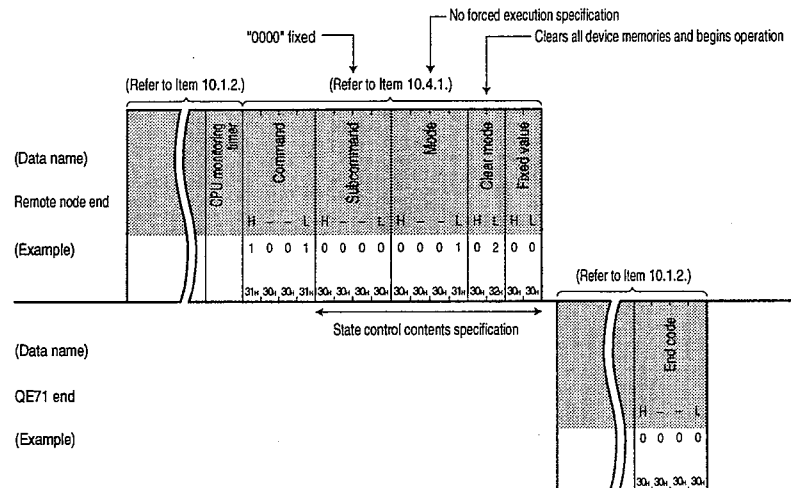 No forced execution specification
"0000" fixed
Clears all device memories and begins operation
(Refer to Item 10.1.2.) (Refer to Item 10.4.1.)
(Data name)
CPU monitoring timer
Command
Subcommand
Mode
Clear mode
Fixed value
Remote node end
H - - L H - - L H - - L H L H L
(Example) 1 0 0 1 0 0 0 0 0 0 0 1 0 2 0 0
31H 30H 30H 31H 30H 30H 30H 30H 30H 30H 30H 31H 30H 32H 30H 30H
(Refer to Item 10.1.2.)
State control contents specification
(Data name)
End code
QE71 end
H - - L
(Example) 0 0 0 0
30H 30H 30H 30H